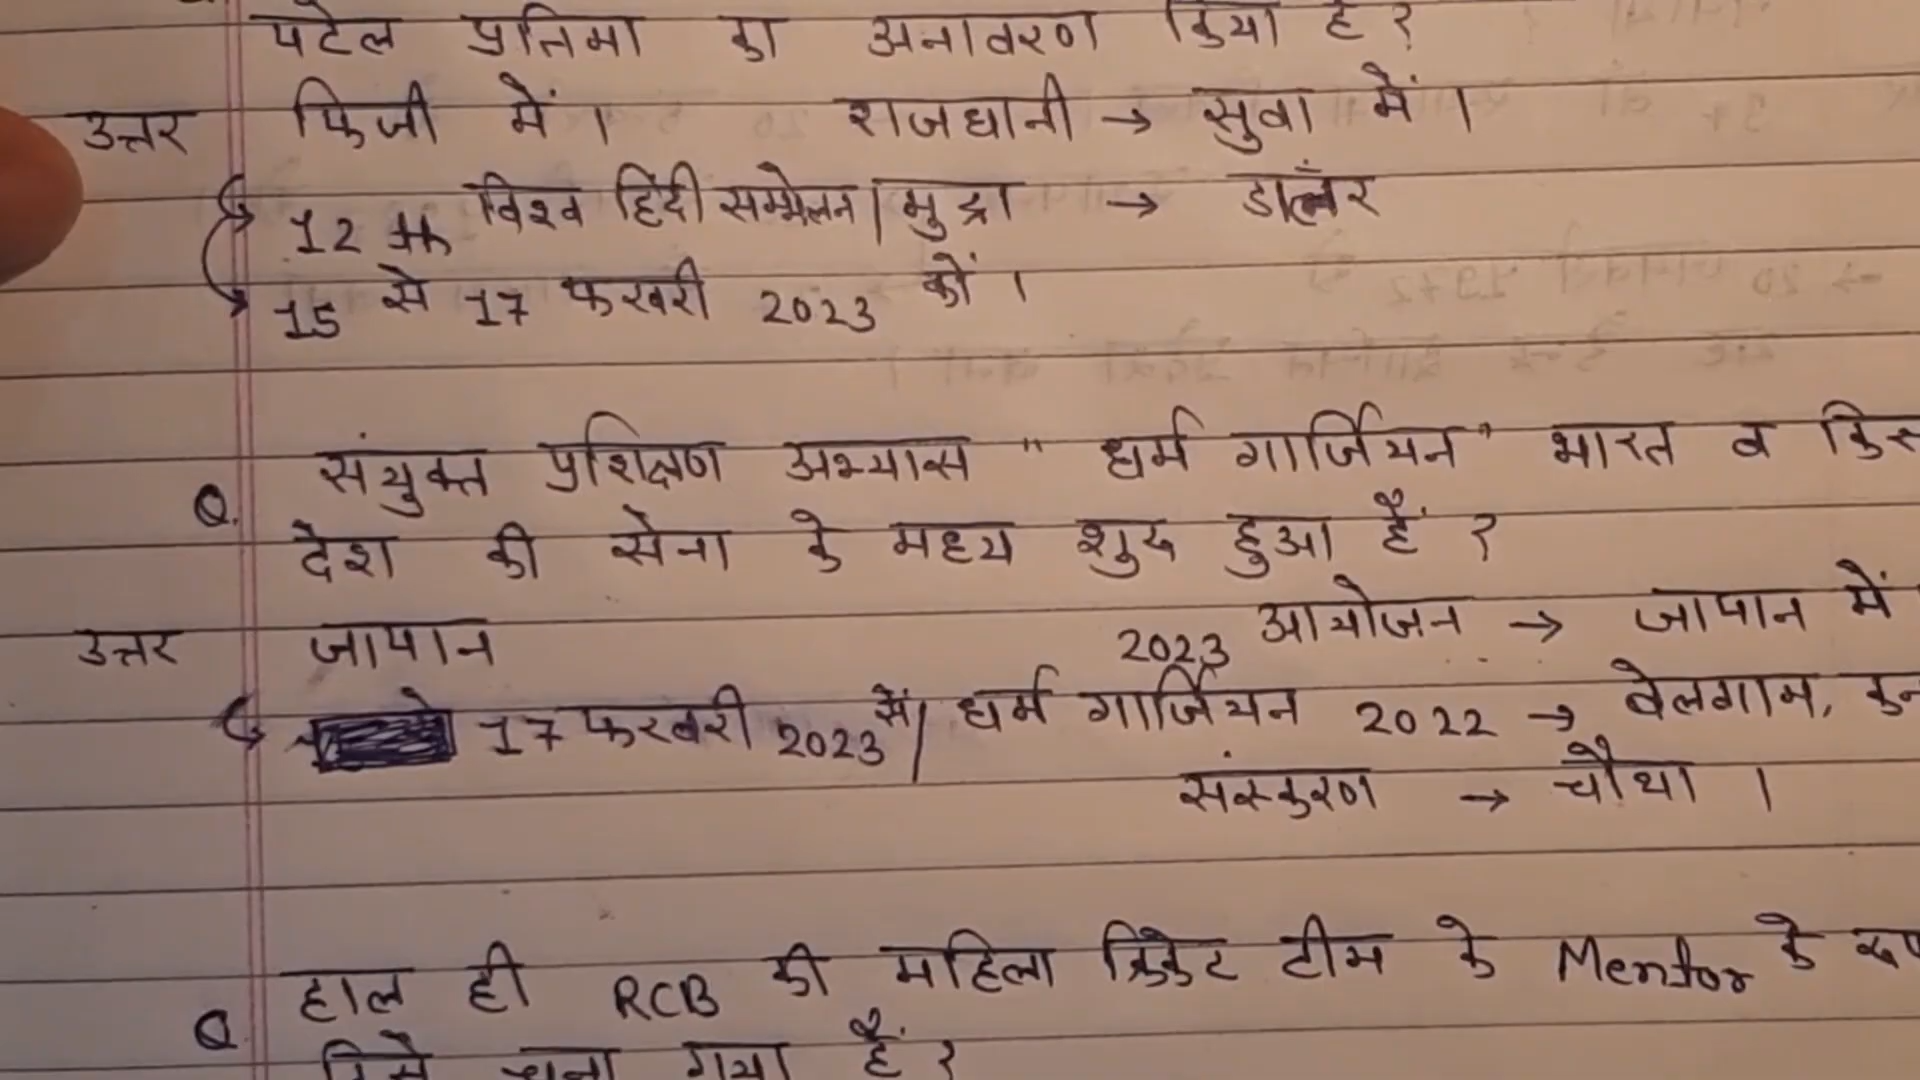 पटेल प्रतिमा का अनावरण किया है ?
उत्तर फिजी में । राजधानी → सुवा में ।
12 th विश्व हिंदी सम्मेलन | मुद्रा → डॉलर
15 से 17 फरवरी 2023 कों ।
संयुक्त प्रशिक्षण अभ्यास " धर्म गार्जियन " भारत व किस
Q. देश की सेना के मध्य शुरू हुआ हैं ?
उत्तर जापान 2023 आयोजन → जापान में
17 फरवरी 2023 से | धर्म गार्जियन 2022 → बेलगाम,
संस्करण → चौथा ।
हाल ही RCB की महिला क्रिकेट टीम के Mentor के रूप
Q. किसे चुना गया हैं ?